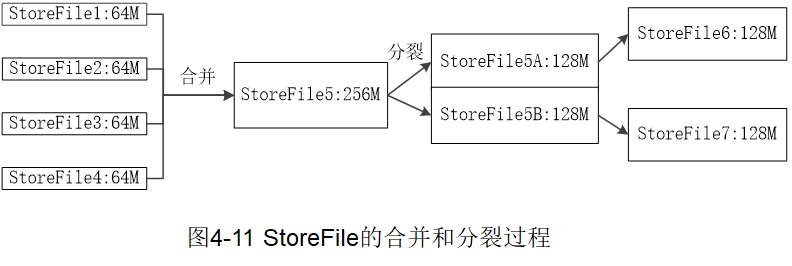 StoreFile1:64M
StoreFile2:64M
StoreFile3:64M
StoreFile4:64M
合并
StoreFile5:256M
分裂
StoreFile5A:128M
StoreFile5B:128M
StoreFile6:128M
StoreFile7:128M
图4-11 StoreFile的合并和分裂过程